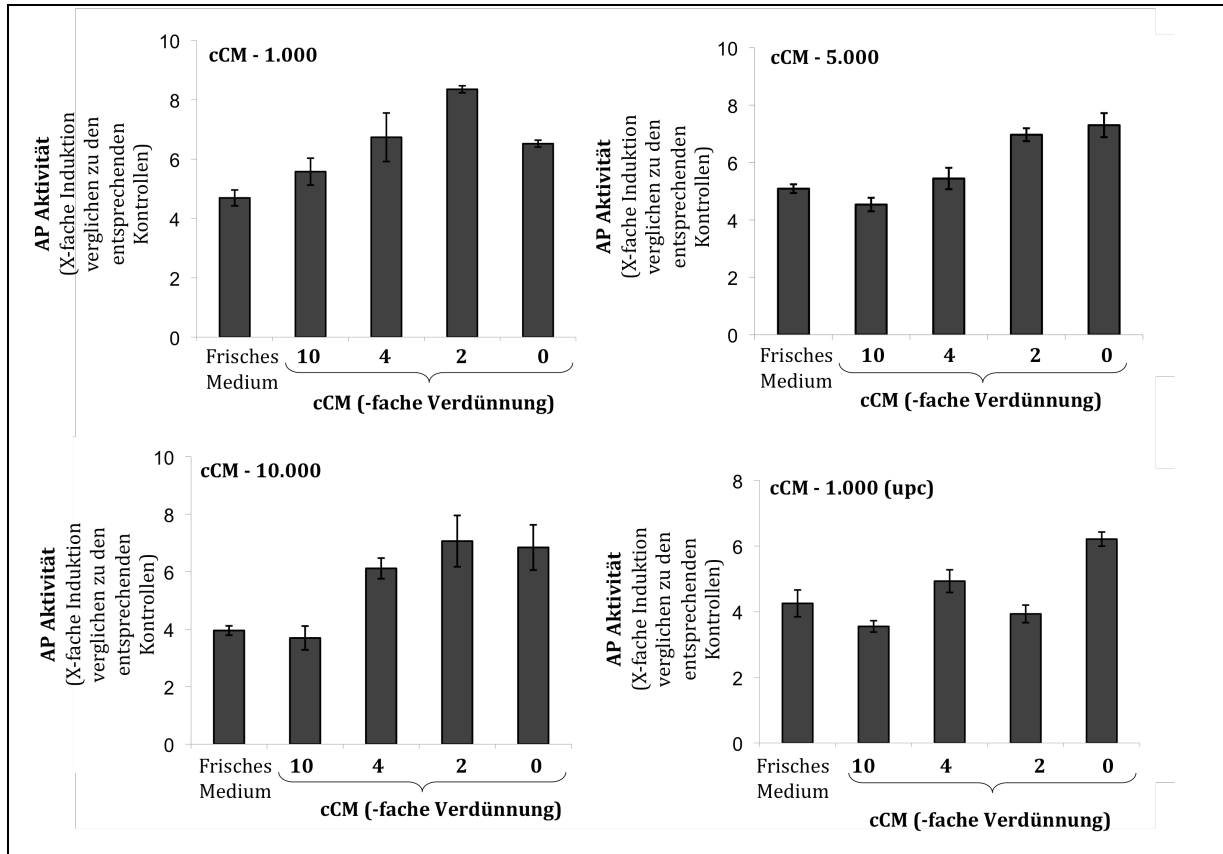 cCM - 1.000
AP Aktivität
(X-fache Induktion
verglichen zu den
entsprechenden
Kontrollen)
10
8
6
4
2
0
Frisches
Medium
10 4 2 0
cCM (-fache Verdünnung)
cCM - 5.000
AP Aktivität
(X-fache Induktion
verglichen zu den
entsprechenden
Kontrollen)
10
8
6
4
2
0
Frisches
Medium
10 4 2 0
cCM (-fache Verdünnung)
cCM - 10.000
AP Aktivität
(X-fache Induktion
verglichen zu den
entsprechenden
Kontrollen)
10
8
6
4
2
0
Frisches
Medium
10 4 2 0
cCM (-fache Verdünnung)
cCM - 1.000 (upc)
AP Aktivität
(X-fache Induktion
verglichen zu den
entsprechenden
Kontrollen)
8
6
4
2
0
Frisches
Medium
10 4 2 0
cCM (-fache Verdünnung)